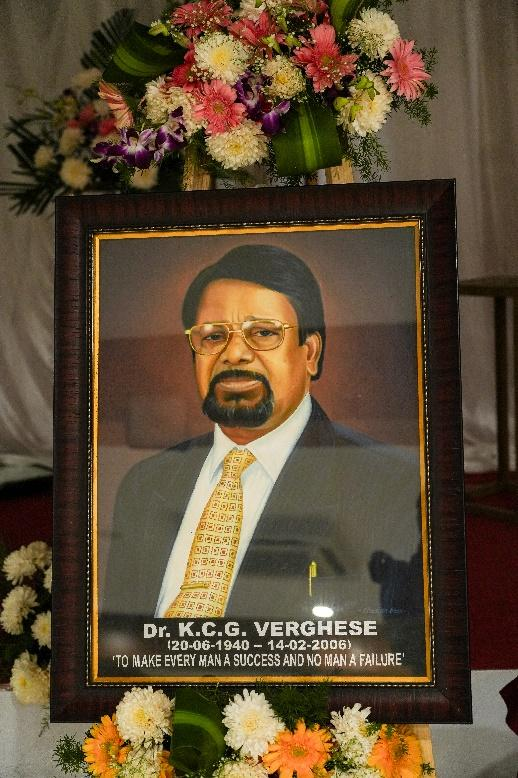 Dr. K.C.G. VERGHESE
(20-06-1940 – 14-02-2006)
'TO MAKE EVERY MAN A SUCCESS AND NO MAN A FAILURE'